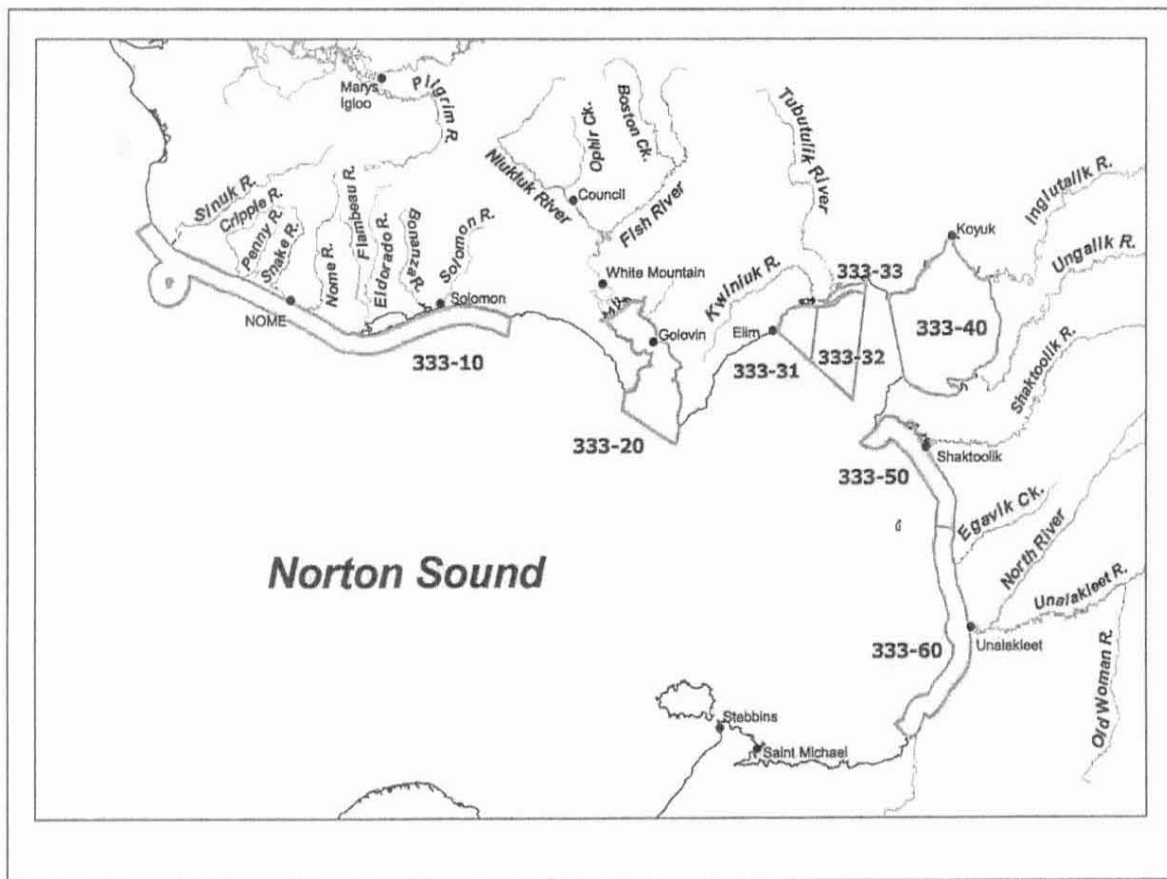 Marys
Igloo
Pilgrim R.
Sinuk R.
Cripple R.
Penny R.
Snake R.
Nome R.
Flambeau R.
Eldorado R.
Bonanza R.
Solomon R.
NOME
Solomon
333-10
Niukluk River
Ophir Ck.
Boston Ck.
Council
Fish River
White Mountain
Golovin
333-20
Kwiniuk R.
Tubutulik River
Elim
333-31
333-32
333-33
Koyuk
333-40
Inglutalik R.
Ungalik R.
Shaktoolik R.
Shaktoolik
333-50
Egavik Ck.
North River
Unalakleet R.
Unalakleet
333-60
Old Woman R.
Norton Sound
Stebbins
Saint Michael